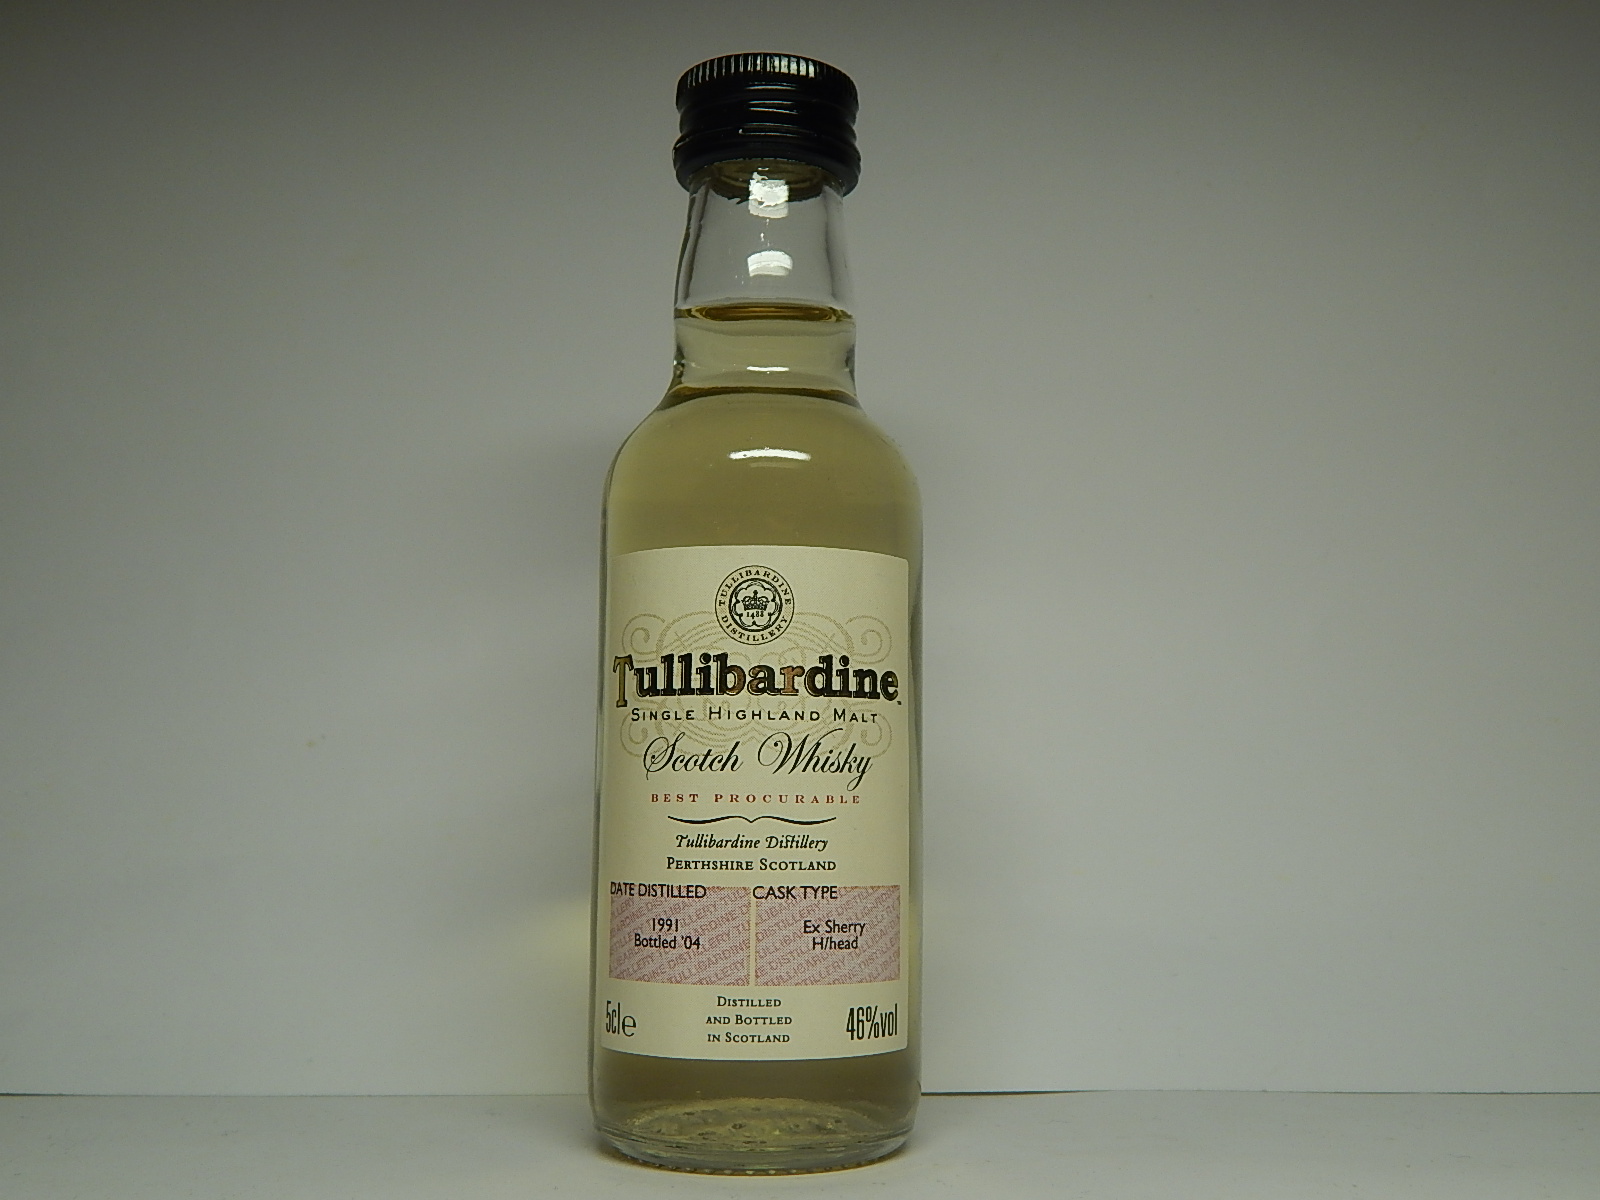 TULLIBARDINE DISTILLERY
1488
Tullibardine
SINGLE HIGHLAND MALT
Scotch Whisky
BEST PROCURABLE
Tullibardine Distillery
PERTHSHIRE SCOTLAND
DATE DISTILLED CASK TYPE
1991 Ex Sherry
Bottled '04 H/head
DISTILLED
AND BOTTLED
IN SCOTLAND
5cle 46%vol